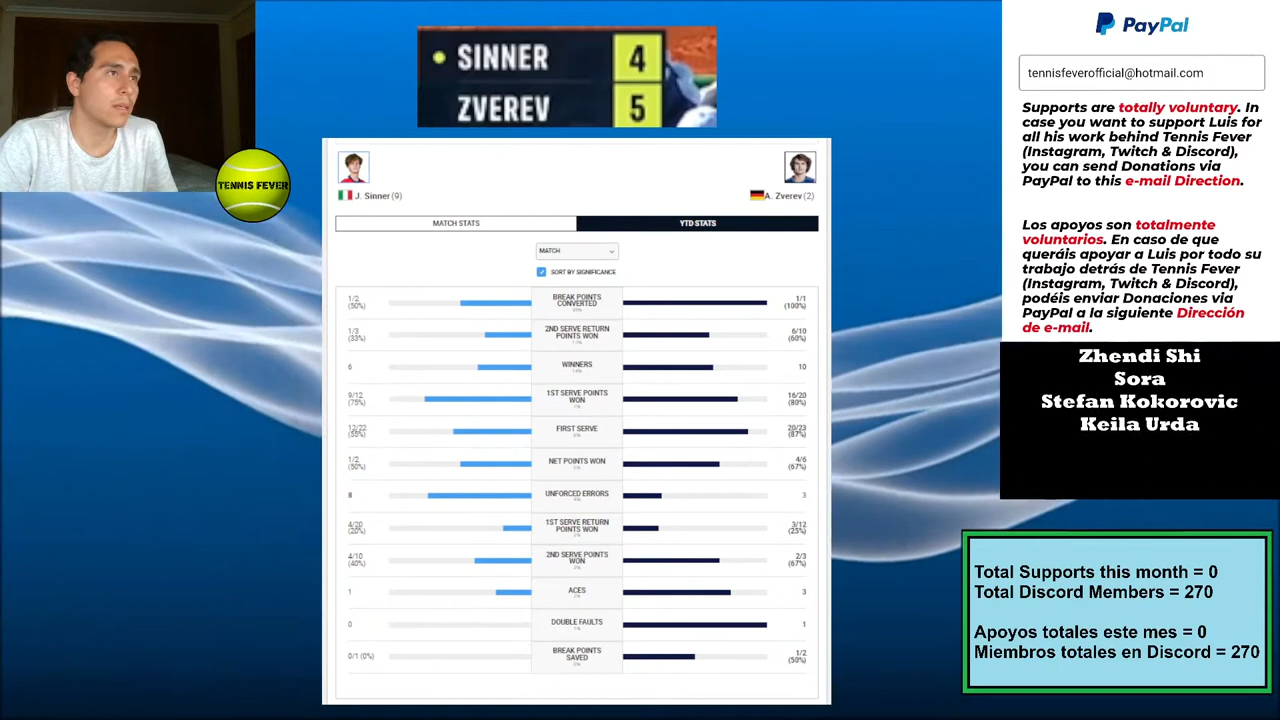 SINNER 4
ZVEREV 5
TENNIS FEVER
J. Sinner (9)
A. Zverev (2)
MATCH STATS
YTD STATS
MATCH
SORT BY SIGNIFICANCE
1/2
(50%)
BREAK POINTS
CONVERTED
1/1
(100%)
1/3
(33%)
2ND SERVE RETURN
POINTS WON
6/10
(60%)
6
WINNERS
10
9/12
(75%)
1ST SERVE POINTS
WON
16/20
(80%)
12/22
(55%)
FIRST SERVE
20/23
(87%)
1/2
(50%)
NET POINTS WON
4/6
(67%)
8
UNFORCED ERRORS
3
4/20
(20%)
1ST SERVE RETURN
POINTS WON
3/12
(25%)
4/10
(40%)
2ND SERVE POINTS
WON
2/3
(67%)
1
ACES
3
0
DOUBLE FAULTS
1
0/1 (0%)
BREAK POINTS
SAVED
1/2
(50%)
PayPal
tennisfeverofficial@hotmail.com
Supports are totally voluntary. In
case you want to support Luis for
all his work behind Tennis Fever
(Instagram, Twitch & Discord),
you can send Donations via
PayPal to this e-mail Direction.
Los apoyos son totalmente
voluntarios. En caso de que
queráis apoyar a Luis por todo su
trabajo detrás de Tennis Fever
(Instagram, Twitch & Discord),
podéis enviar Donaciones via
PayPal a la siguiente Dirección
de e-mail.
Zhendi Shi
Sora
Stefan Kokorovic
Keila Urda
Total Supports this month = 0
Total Discord Members = 270
Apoyos totales este mes = 0
Miembros totales en Discord = 270